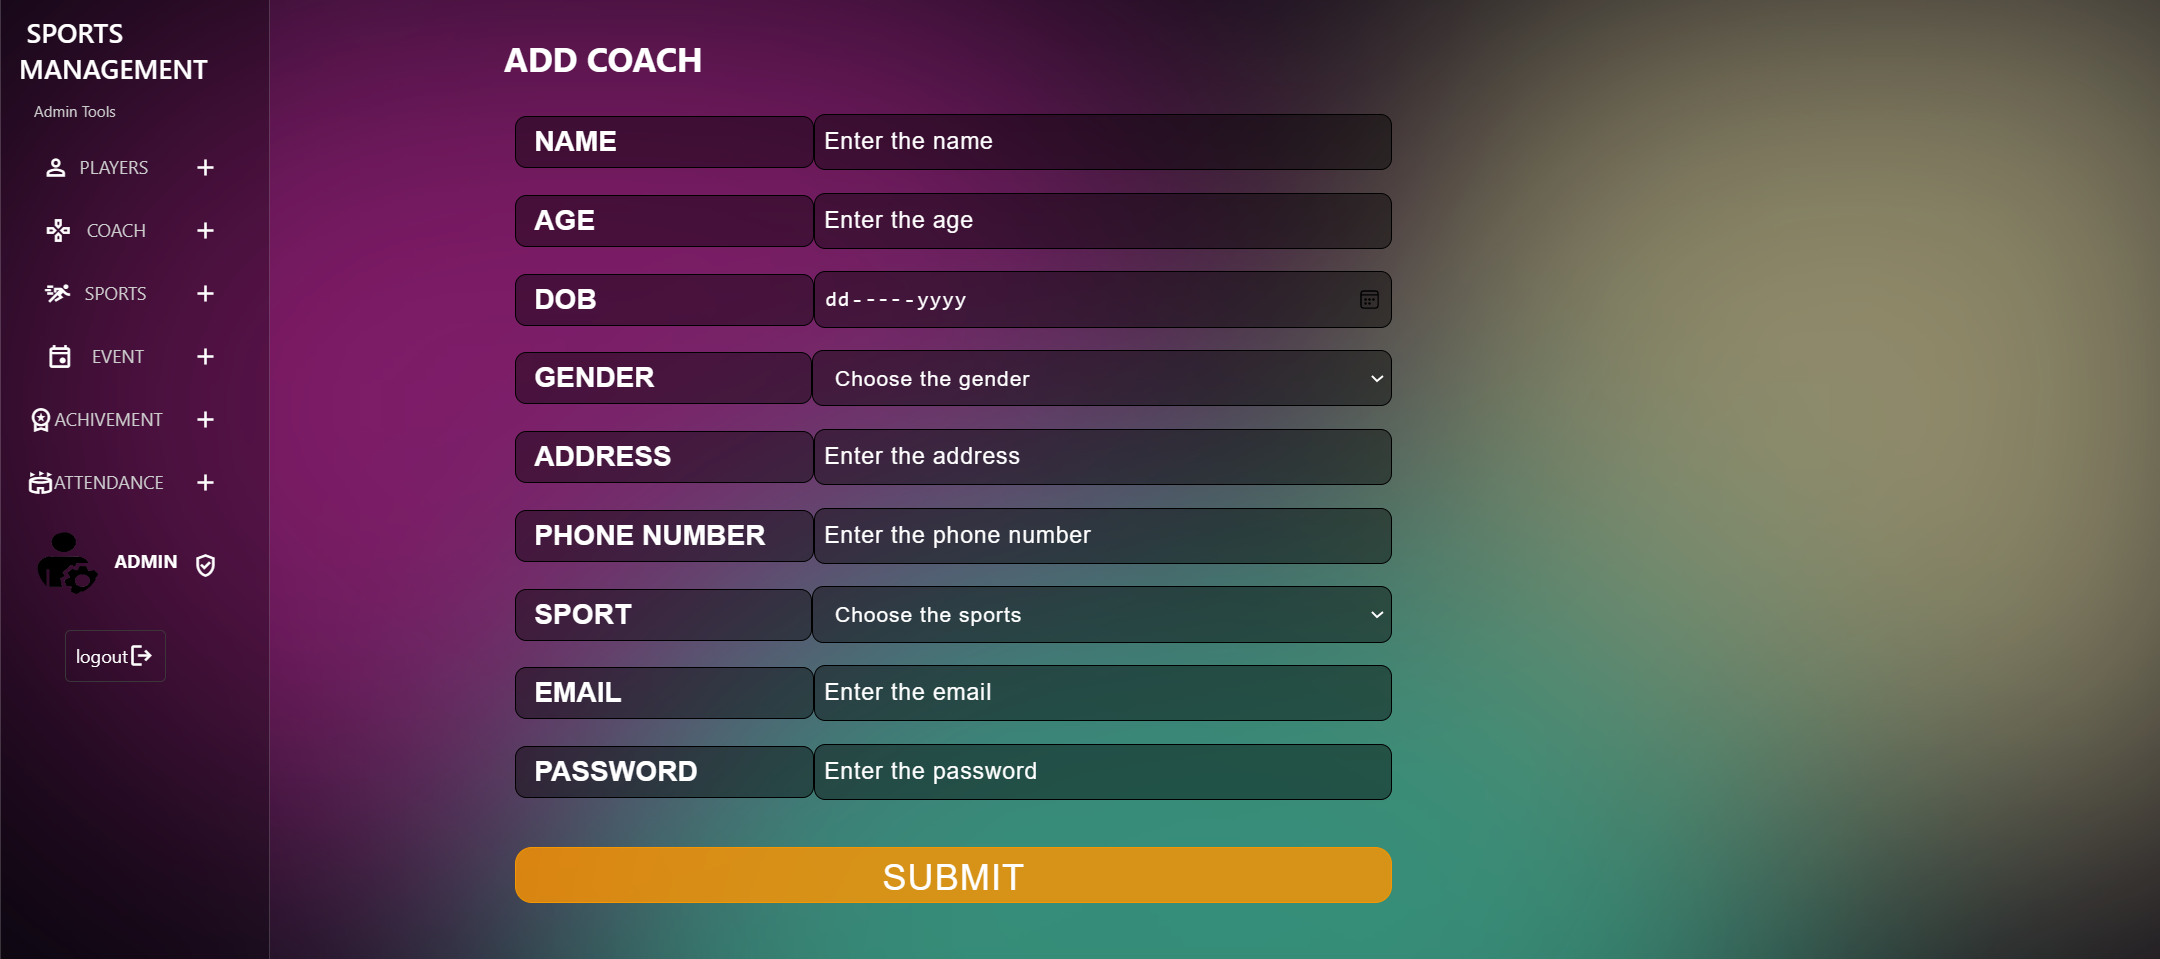 SPORTS
MANAGEMENT
Admin Tools
PLAYERS
COACH
SPORTS
EVENT
ACHIVEMENT
ATTENDANCE
ADMIN
logout
ADD COACH
NAME Enter the name
AGE Enter the age
DOB dd-----yyyy
GENDER Choose the gender
ADDRESS Enter the address
PHONE NUMBER Enter the phone number
SPORT Choose the sports
EMAIL Enter the email
PASSWORD Enter the password
SUBMIT